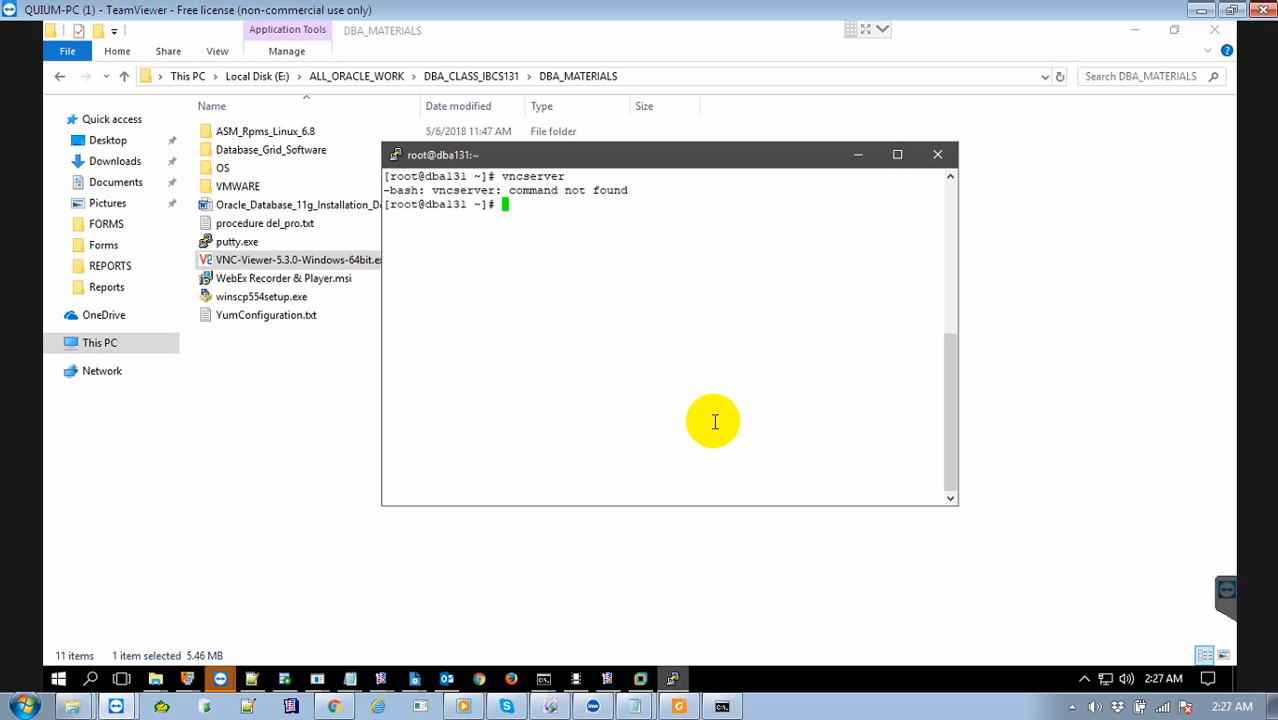 QUIUM-PC (1) - TeamViewer - Free license (non-commercial use only)
Application Tools
DBA_MATERIALS
File
Home
Share
View
Manage
This PC > Local Disk (E:) > ALL_ORACLE_WORK > DBA_CLASS_IBCS131 > DBA_MATERIALS
Search DBA_MATERIALS
Name
Date modified
Type
Size
Quick access
Desktop
Downloads
Documents
Pictures
FORMS
Forms
REPORTS
Reports
OneDrive
This PC
Network
ASM_Rpms_Linux_6.8
5/6/2018 11:47 AM
File folder
Database_Grid_Software
OS
VMWARE
Oracle_Database_11g_Installation_D
procedure del_pro.txt
putty.exe
VNC-Viewer-5.3.0-Windows-64bit.ex
WebEx Recorder & Player.msi
winscp554setup.exe
YumConfiguration.txt
root@dba131:~
[root@dba131 ~]# vncserver
-bash: vncserver: command not found
[root@dba131 ~]#
11 items
1 item selected 5.46 MB
2:27 AM
2:27 AM